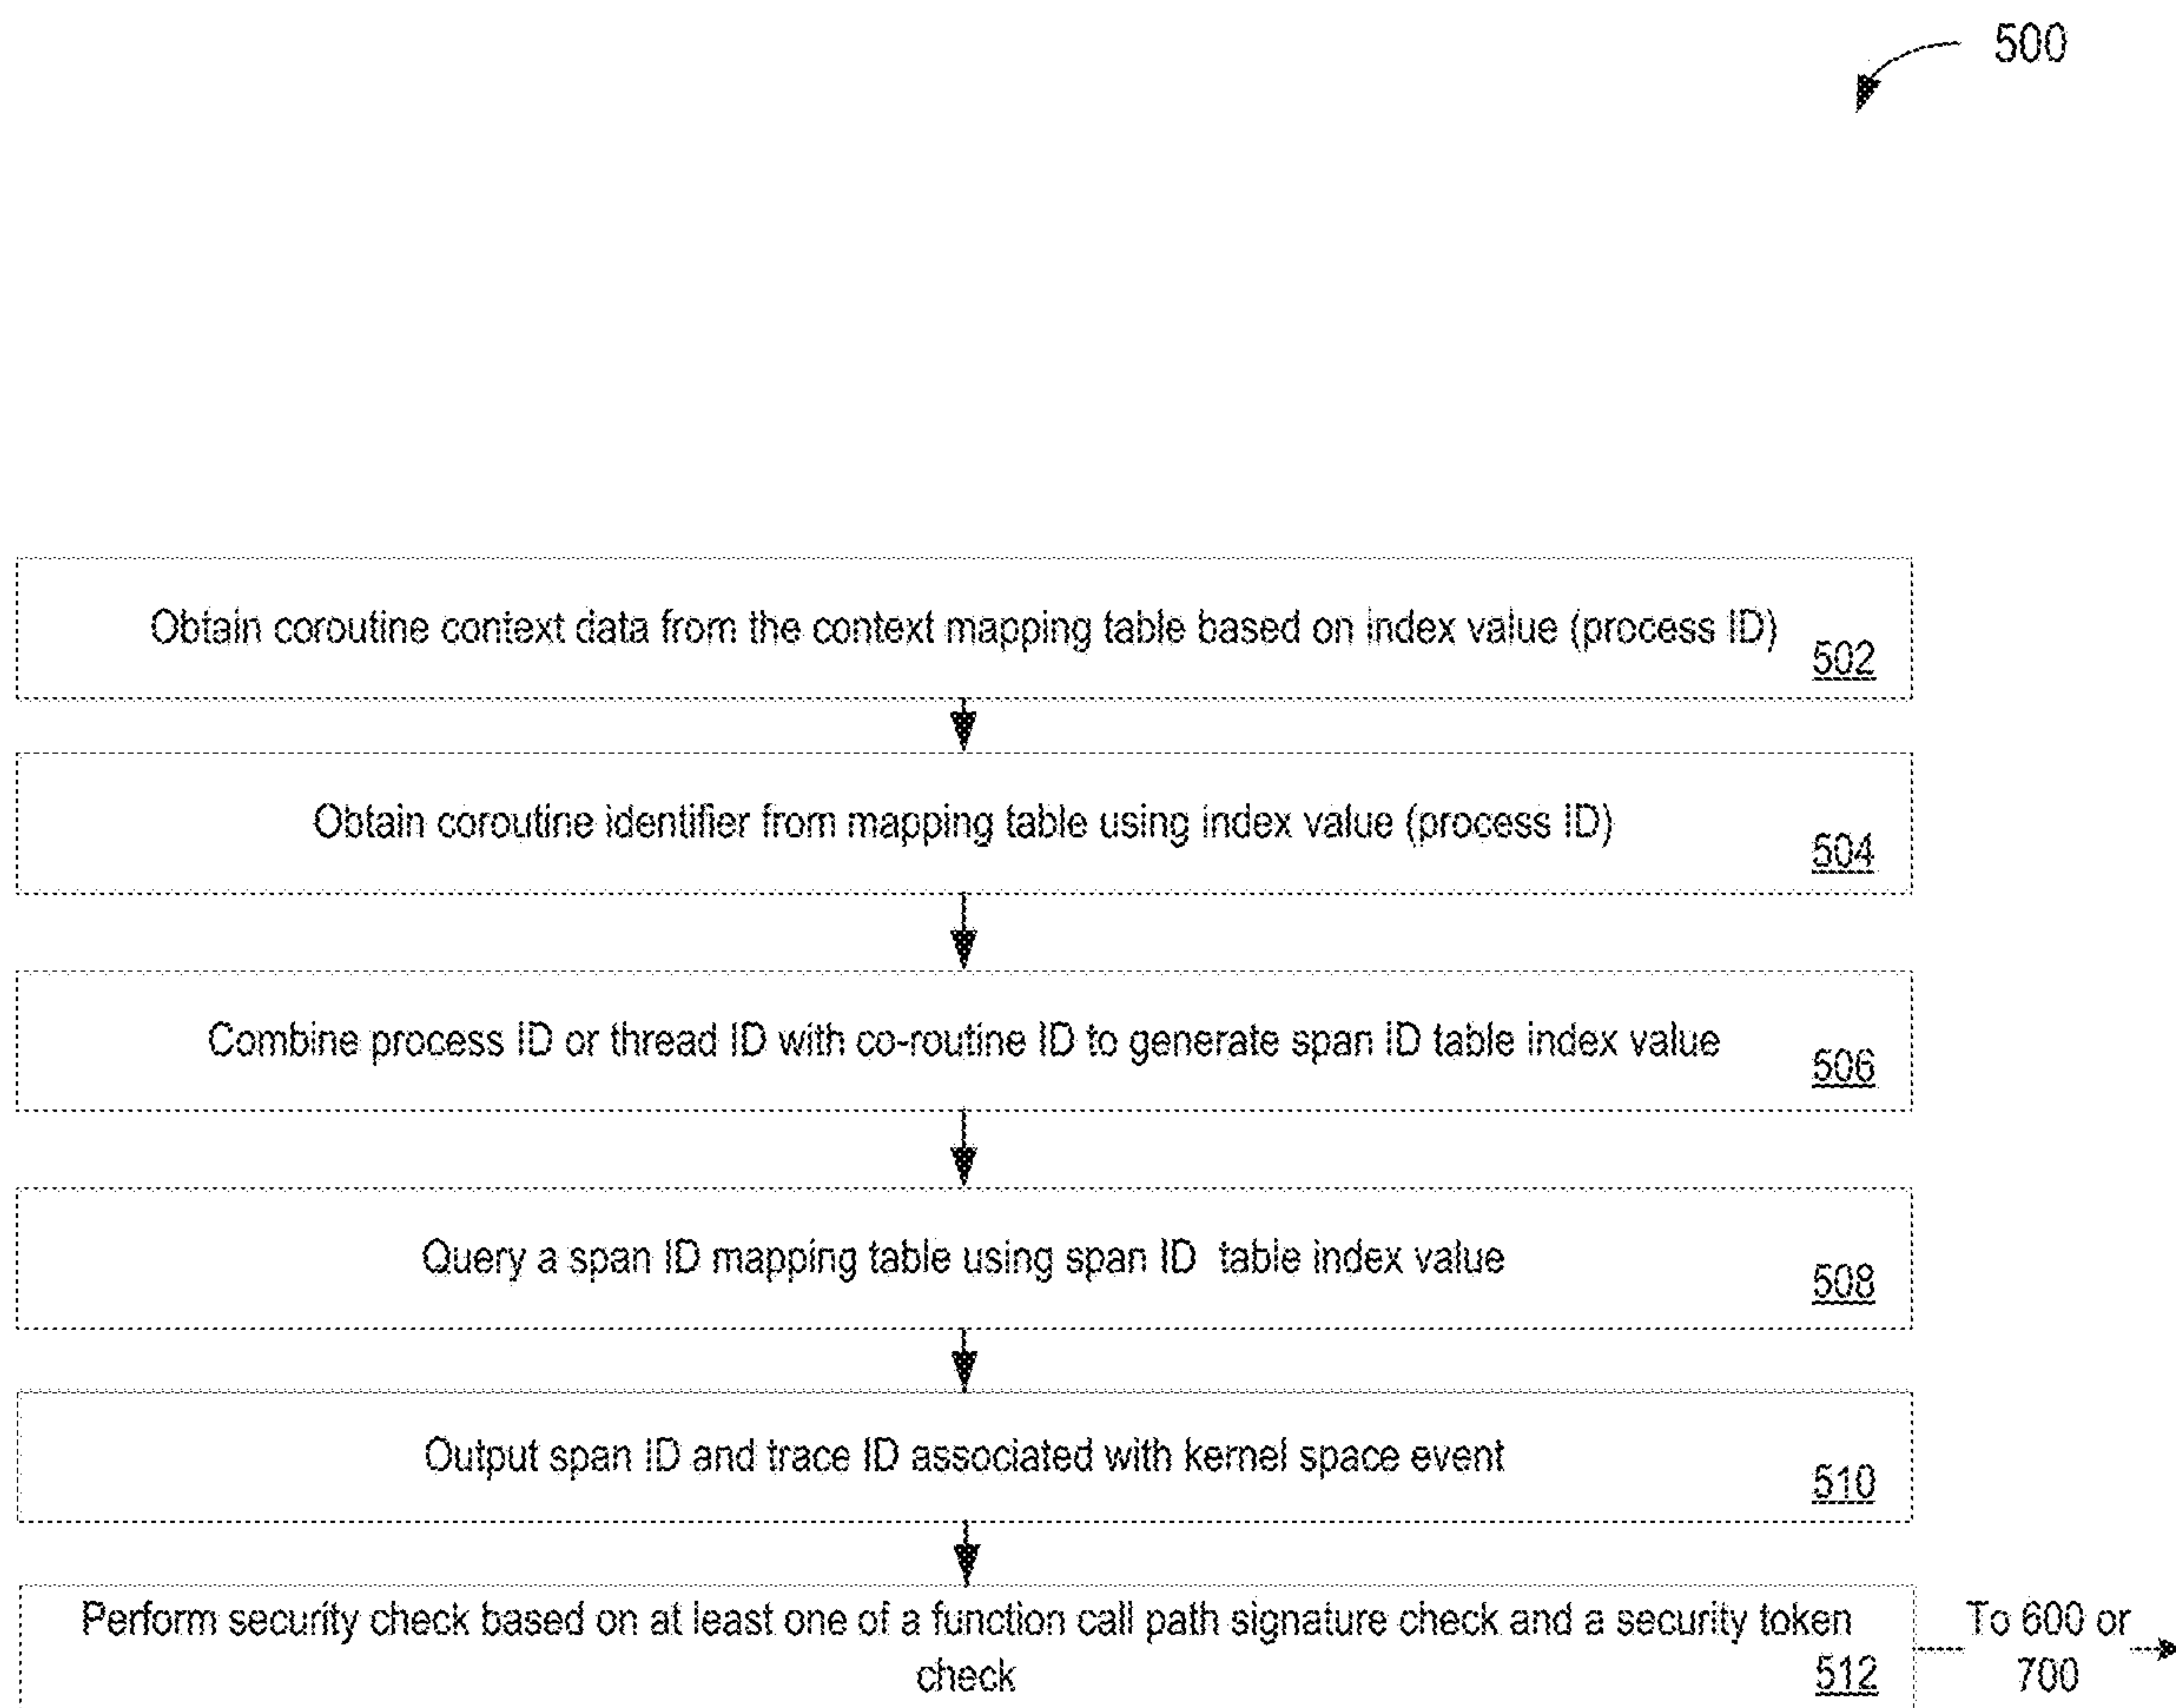 500
Obtain coroutine context data from the context mapping table based on index value (process ID)
502
Obtain coroutine identifier from mapping table using index value (process ID)
504
Combine process ID or thread ID with co-routine ID to generate span ID table index value
506
Query a span ID mapping table using span ID table index value
508
Output span ID and trace ID associated with kernel space event
510
Perform security check based on at least one of a function call path signature check and a security token
check
512
To 600 or
700